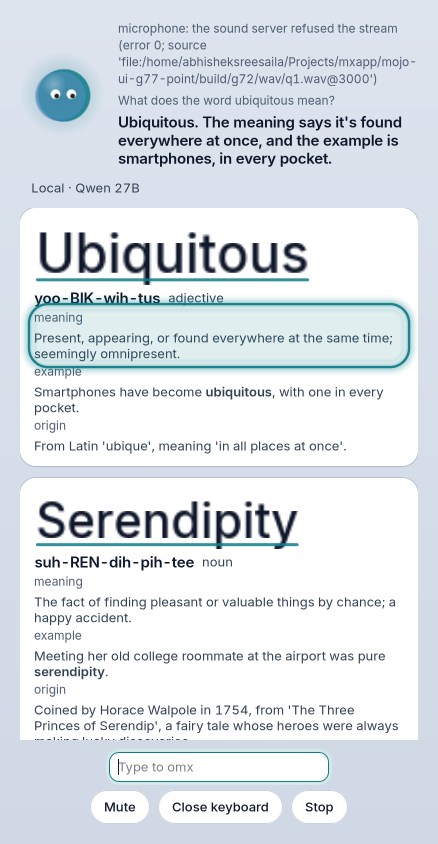 microphone: the sound server refused the stream
(error 0; source
'file:/home/abhisheksreesaila/Projects/mxapp/mojo-
ui-g77-point/build/g72/wav/q1.wav@3000')
What does the word ubiquitous mean?
Ubiquitous. The meaning says it's found
everywhere at once, and the example is
smartphones, in every pocket.
Local · Qwen 27B
Ubiquitous
yoo-BIK-wih-tus adjective
meaning
Present, appearing, or found everywhere at the same time;
seemingly omnipresent.
example
Smartphones have become ubiquitous, with one in every
pocket.
origin
From Latin 'ubique', meaning 'in all places at once'.
Serendipity
suh-REN-dih-pih-tee noun
meaning
The fact of finding pleasant or valuable things by chance; a
happy accident.
example
Meeting her old college roommate at the airport was pure
serendipity.
origin
Coined by Horace Walpole in 1754, from 'The Three
Princes of Serendip', a fairy tale whose heroes were always
making lucky discoveries.
Type to omx
Mute Close keyboard Stop